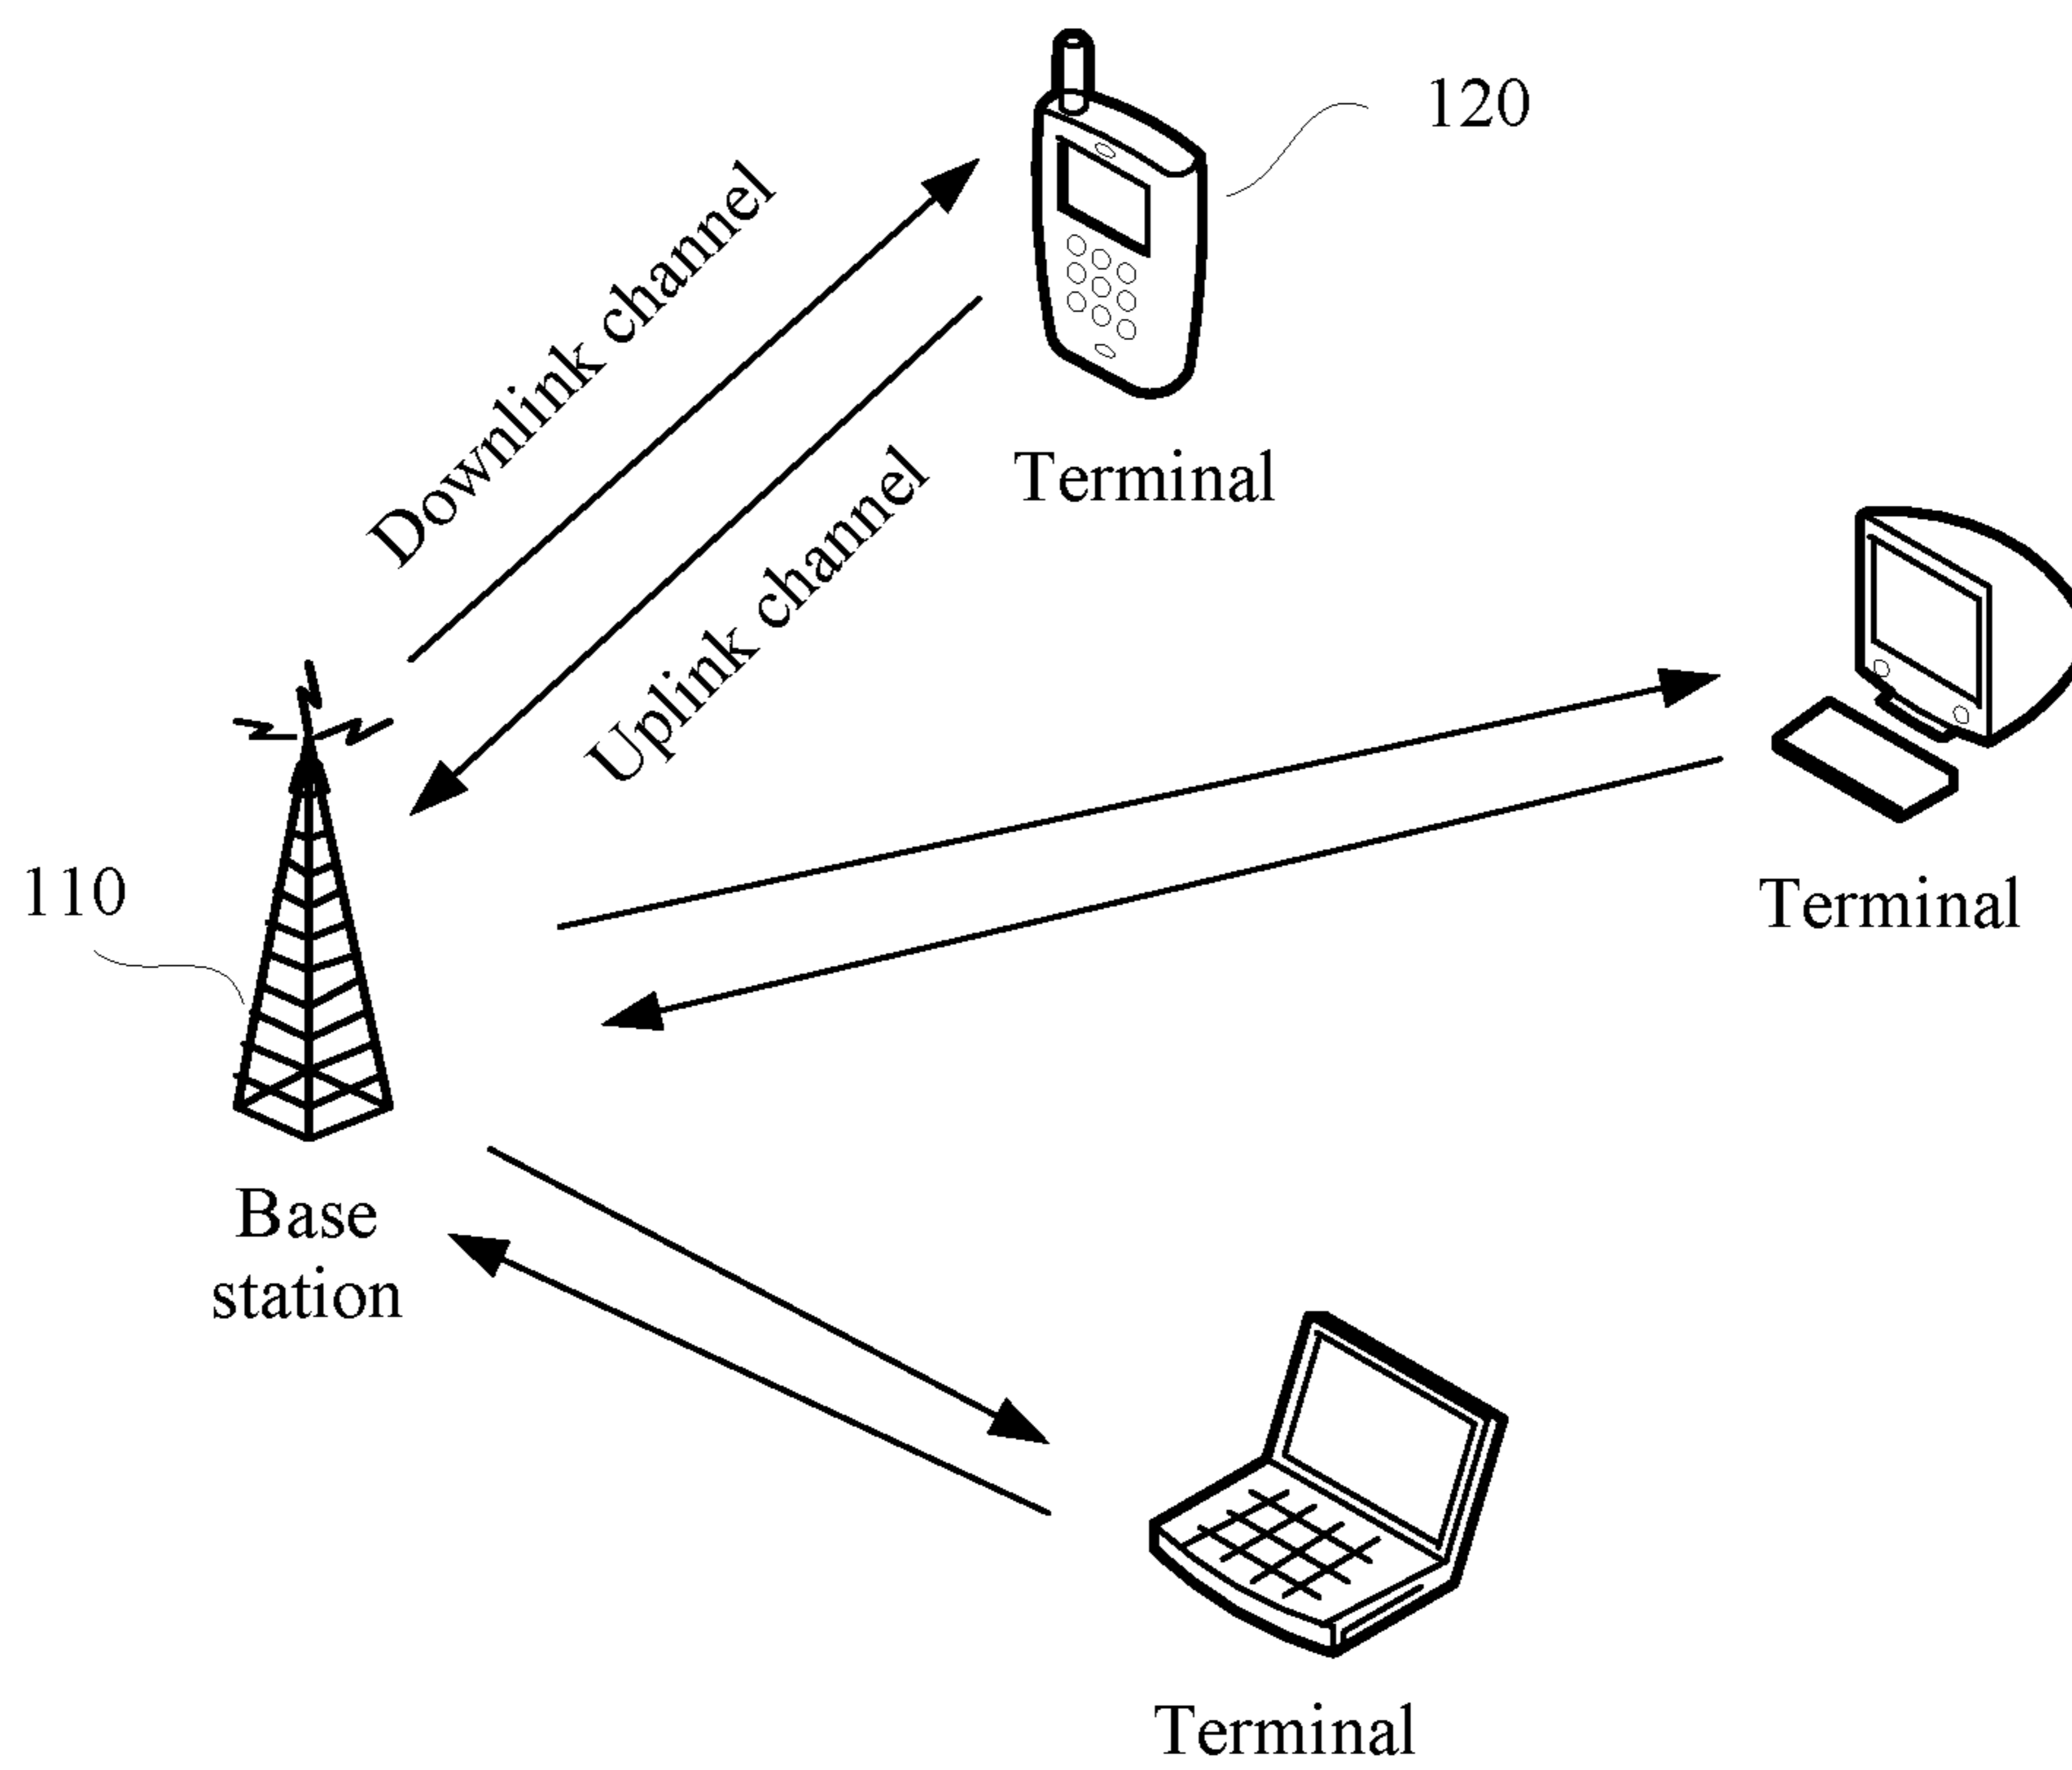 120
Downlink channel
Terminal
Uplink channel
110
Terminal
Base
station
Terminal